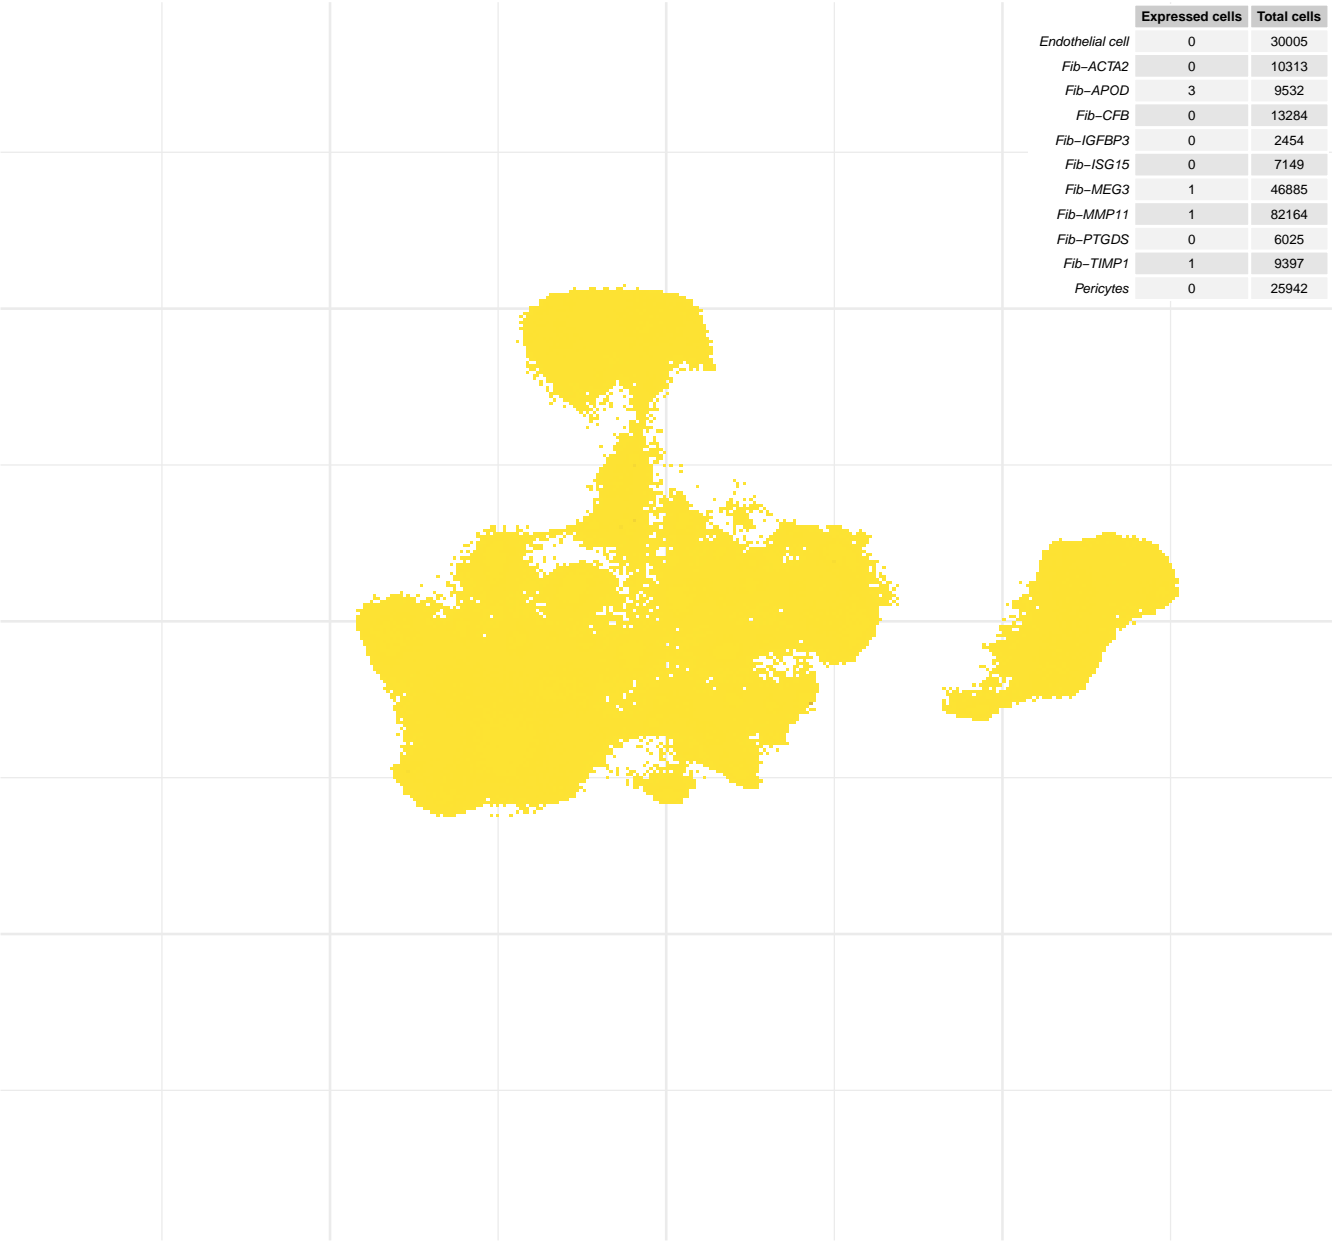 Expressed cells Total cells
Endothelial cell 0 30005
Fib−ACTA2 0 10313
Fib−APOD 3 9532
Fib−CFB 0 13284
Fib−IGFBP3 0 2454
Fib−ISG15 0 7149
Fib−MEG3 1 46885
Fib−MMP11 1 82164
Fib−PTGDS 0 6025
Fib−TIMP1 1 9397
Pericytes 0 25942